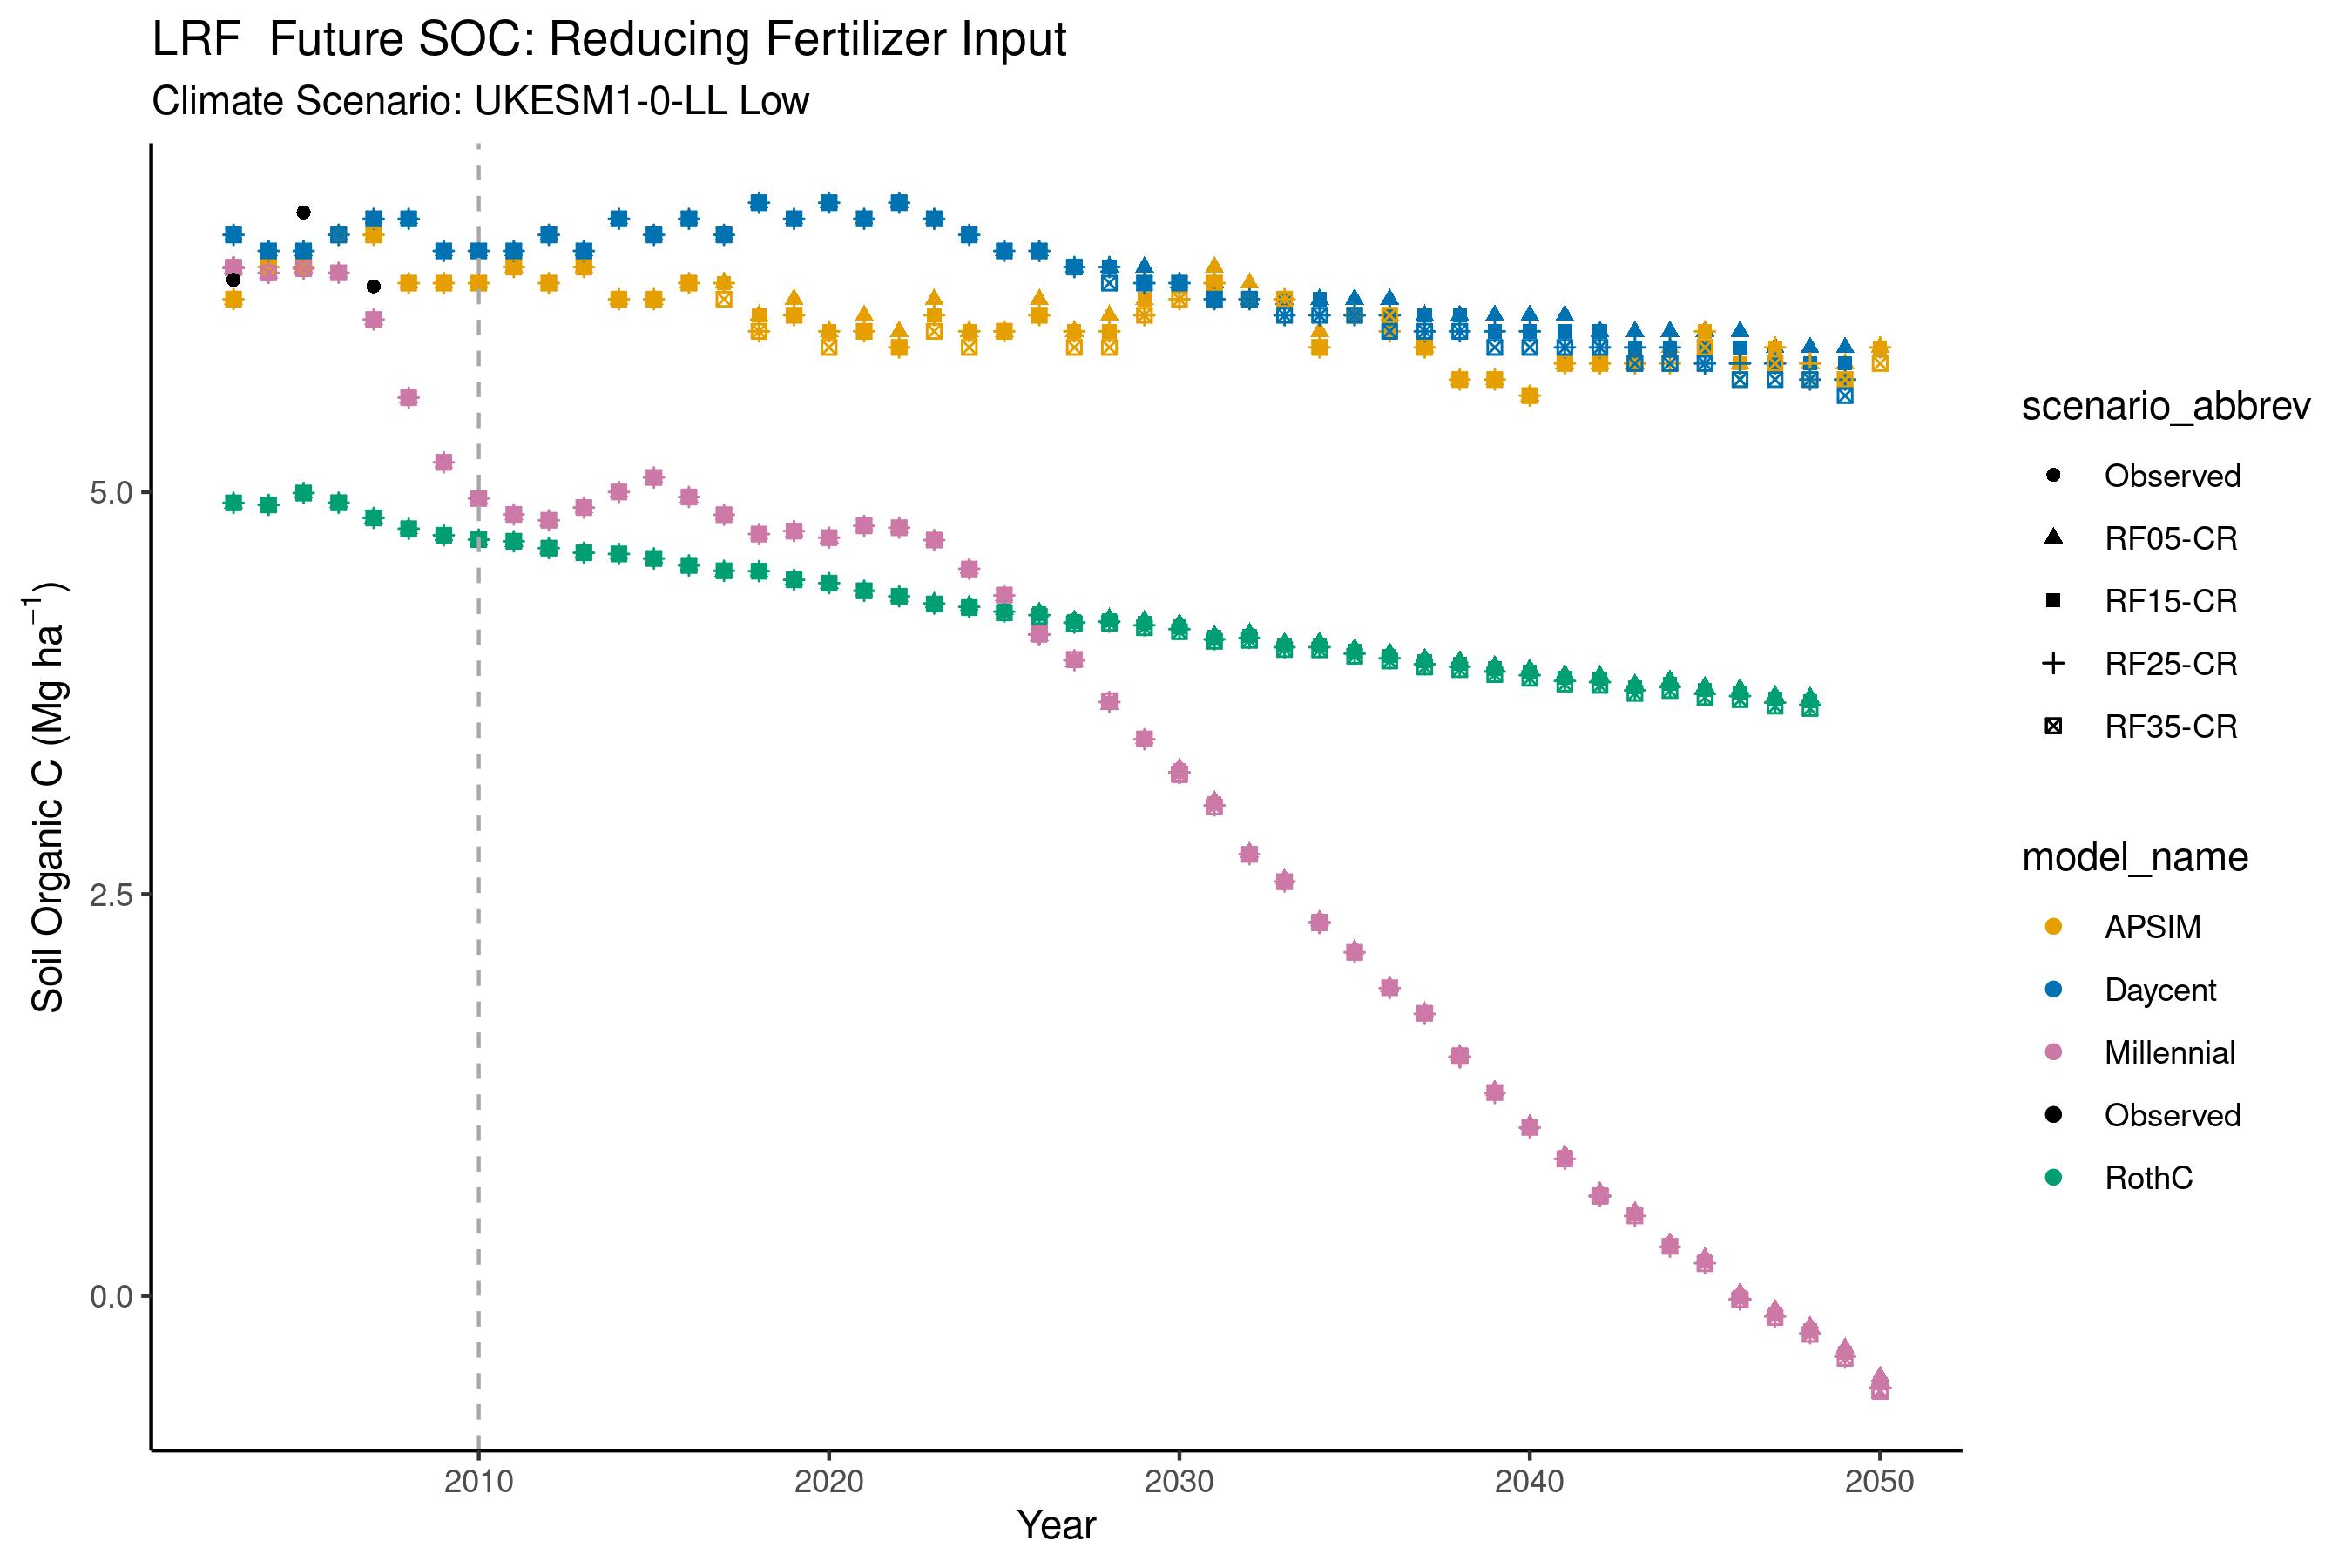 LRF  Future SOC: Reducing Fertilizer Input
Climate Scenario: UKESM1-0-LL Low
Soil Organic C (Mg ha⁻¹)
5.0
2.5
0.0
2010
2020
2030
2040
2050
Year
scenario_abbrev
Observed
RF05-CR
RF15-CR
RF25-CR
RF35-CR
model_name
APSIM
Daycent
Millennial
Observed
RothC